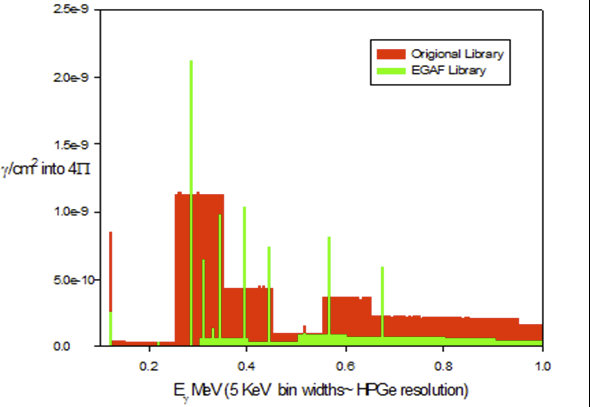 2.5e-9
2.0e-9
1.5e-9
γ/cm² into 4Π
1.0e-9
5.0e-10
0.0
Origional Library
EGAF Library
0.2
0.4
0.6
0.8
1.0
Eᵧ MeV (5 KeV bin widths~ HPGe resolution)